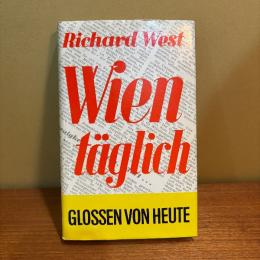 Richard West
Wien
täglich
GLOSSEN VON HEUTE